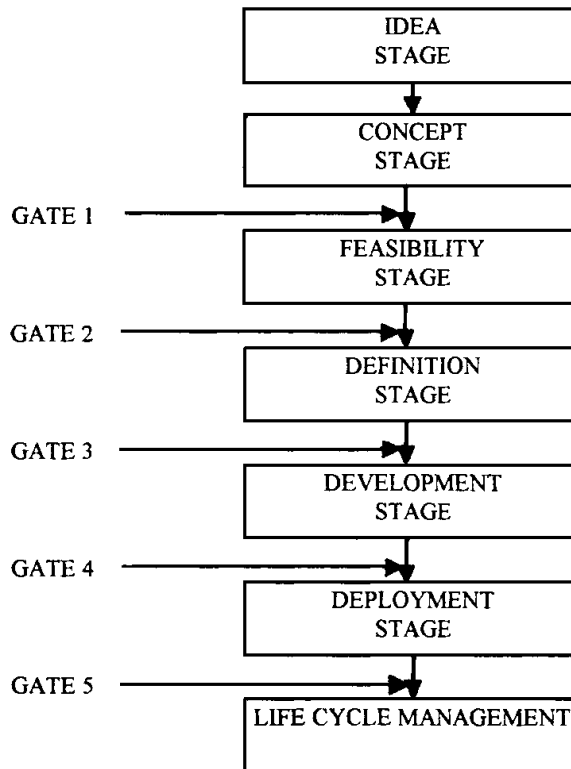 IDEA
STAGE
CONCEPT
STAGE
GATE 1
FEASIBILITY
STAGE
GATE 2
DEFINITION
STAGE
GATE 3
DEVELOPMENT
STAGE
GATE 4
DEPLOYMENT
STAGE
GATE 5
LIFE CYCLE MANAGEMENT